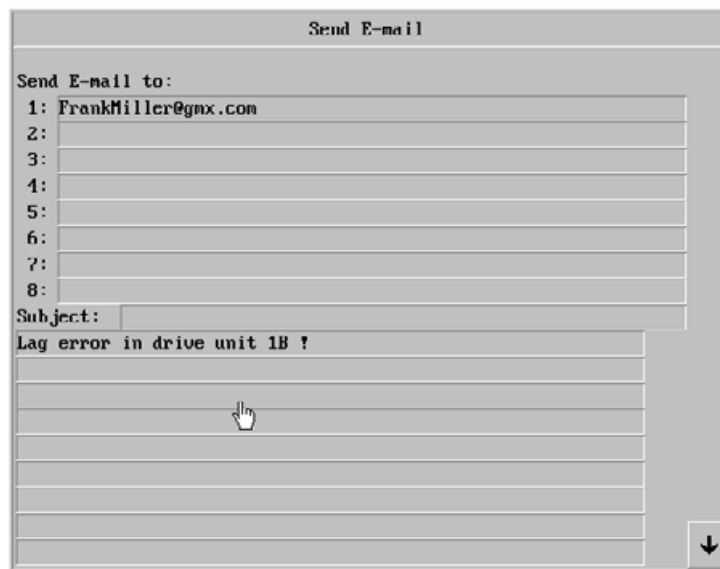 Send E-mail
Send E-mail to:
1: FrankMiller@gmx.com
2:
3:
4:
5:
6:
7:
8:
Subject:
Lag error in drive unit 1B !